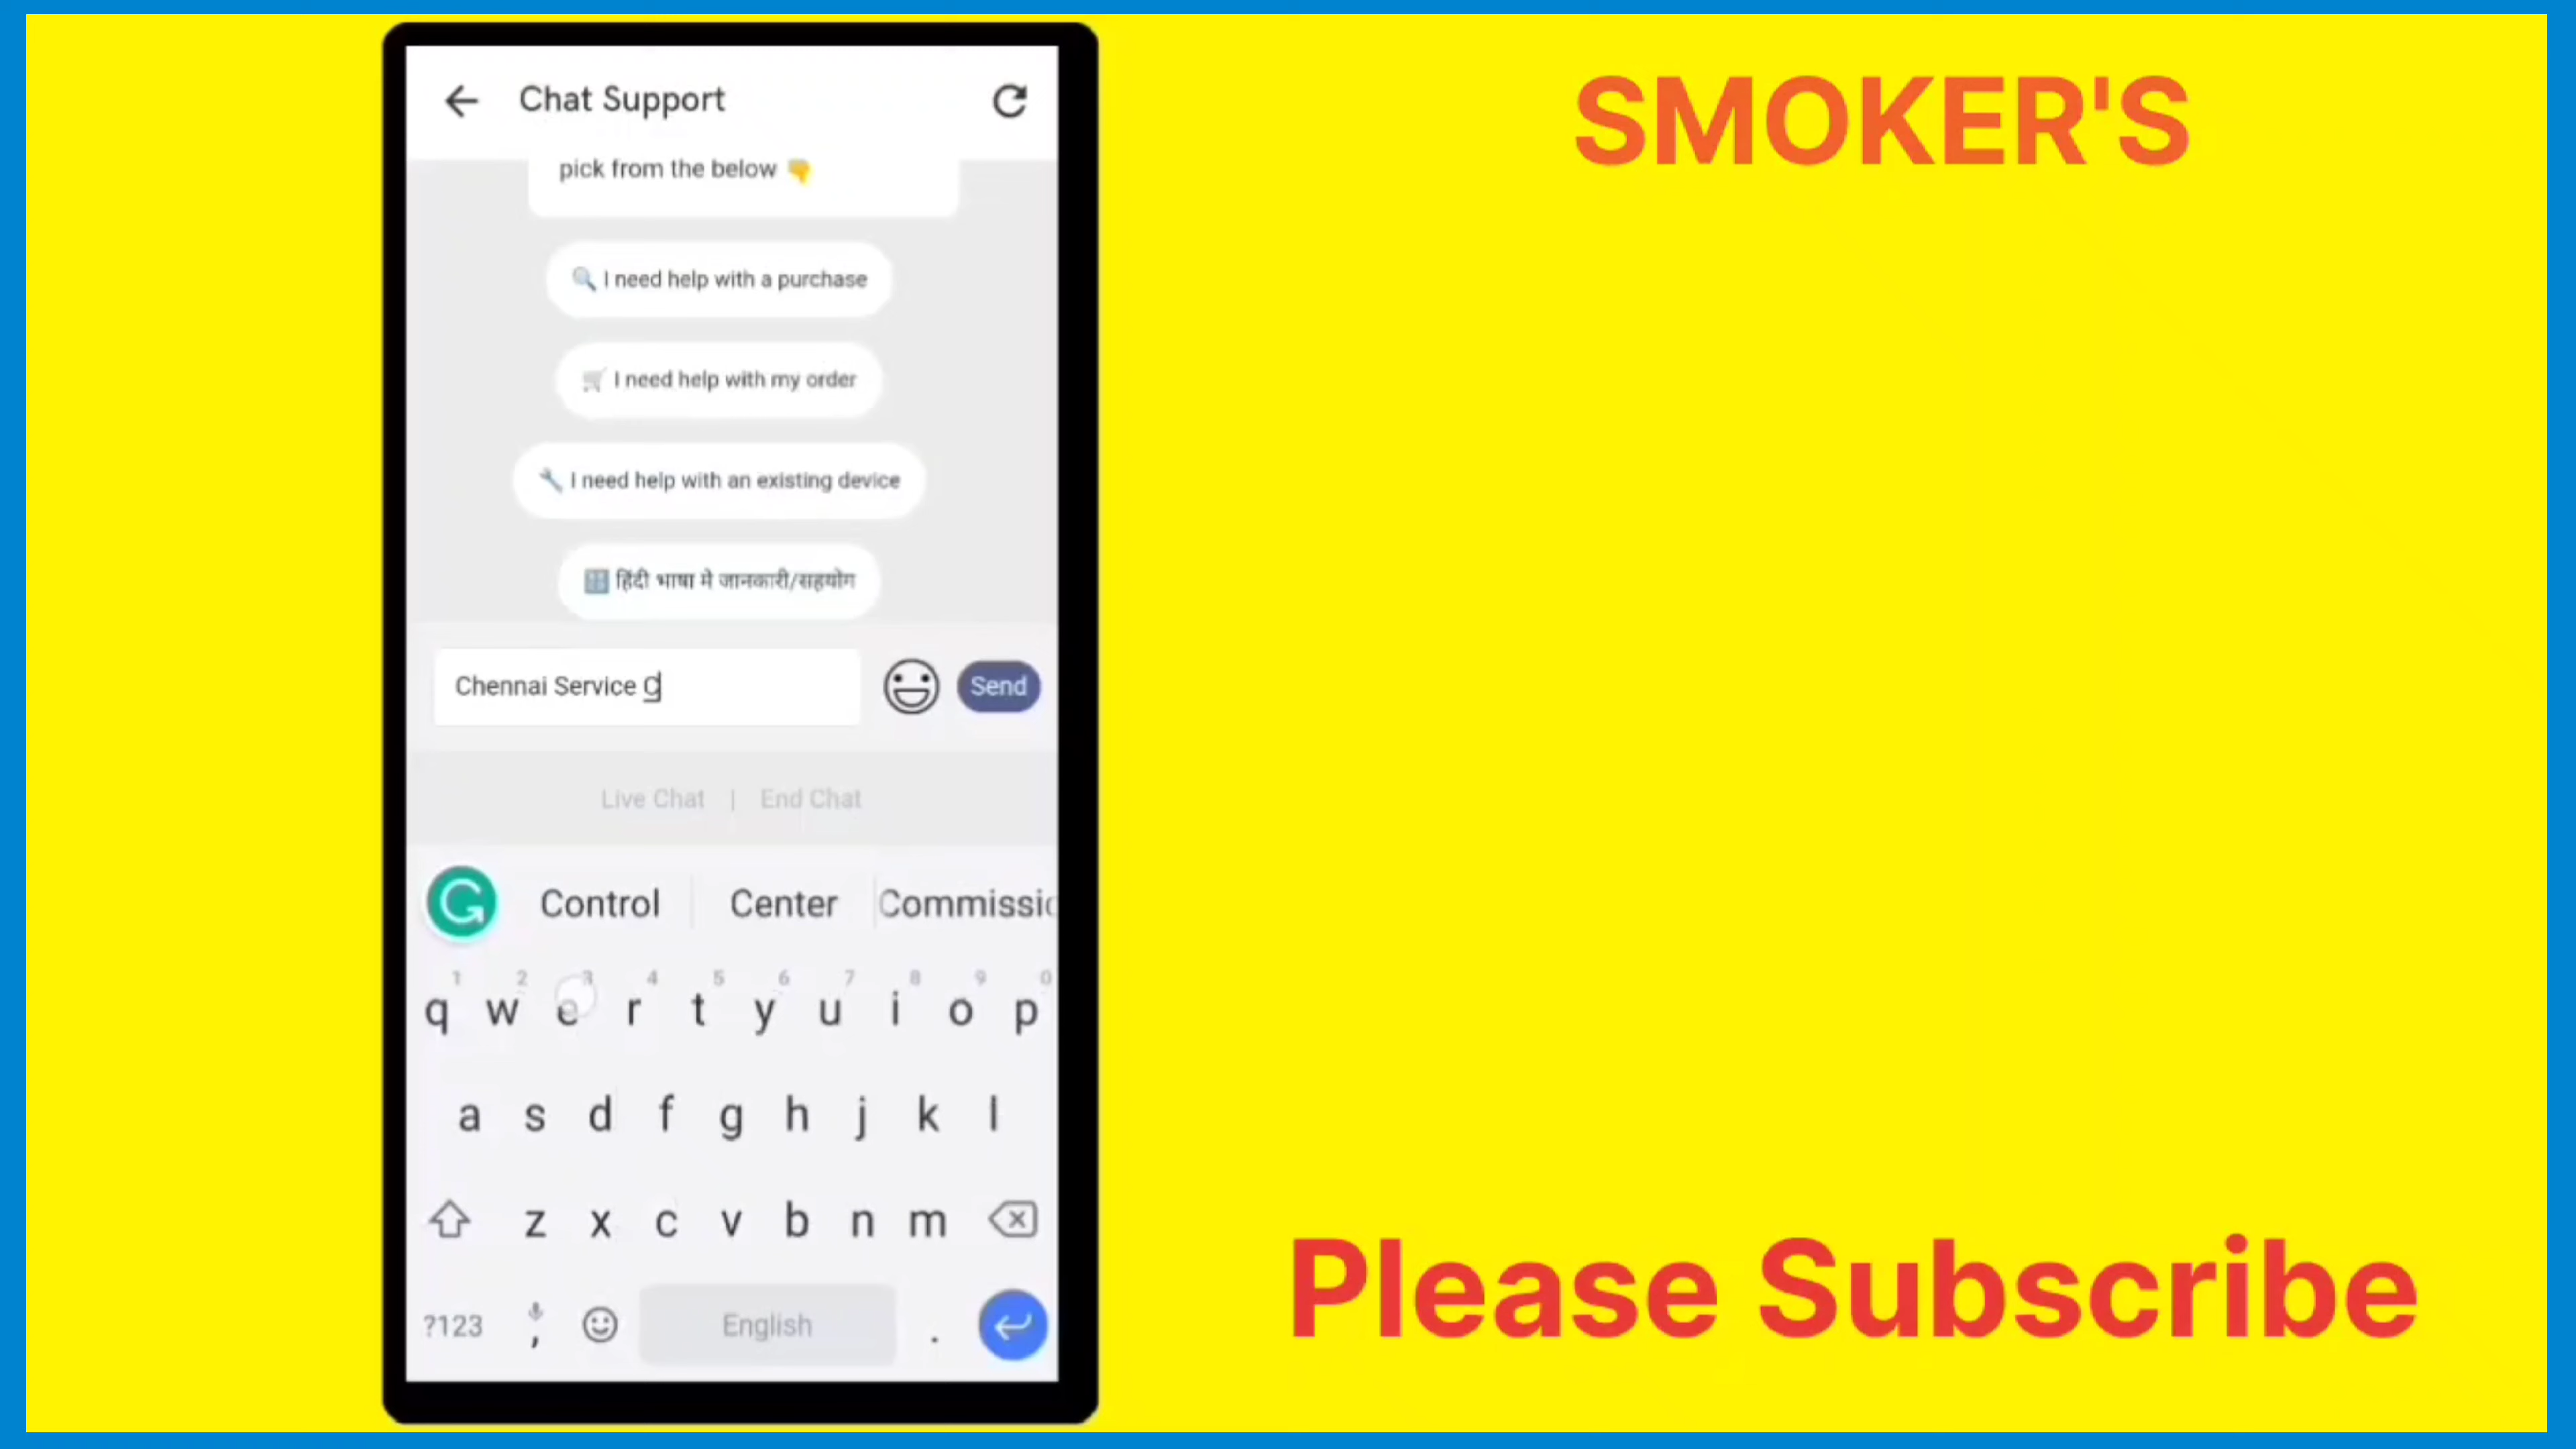 Chat Support
pick from the below 👇
🔍 I need help with a purchase
🛒 I need help with my order
🔧 I need help with an existing device
हिंदी भाषा मे जानकारी/सहयोग
Chennai Service C
Send
Live Chat | End Chat
Control Center Commissio
1 2 3 4 5 6 7 8 9 0
q w e r t y u i o p
a s d f g h j k l
z x c v b n m
?123 , English .
SMOKER'S
Please Subscribe